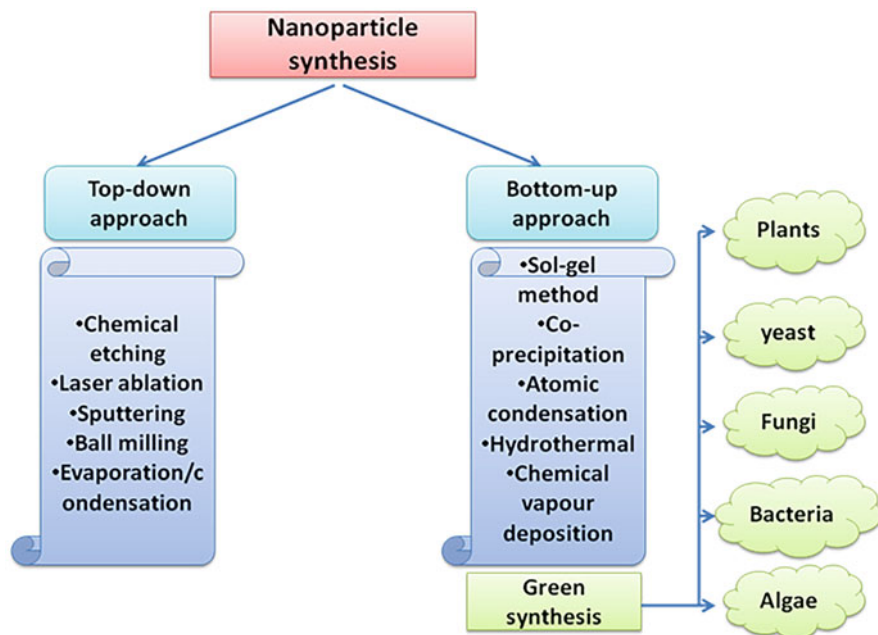 Nanoparticle
synthesis
Top-down
approach
•Chemical
etching
•Laser ablation
•Sputtering
•Ball milling
•Evaporation/c
ondensation
Bottom-up
approach
•Sol-gel
method
•Co-
precipitation
•Atomic
condensation
•Hydrothermal
•Chemical
vapour
deposition
Green
synthesis
Plants
yeast
Fungi
Bacteria
Algae